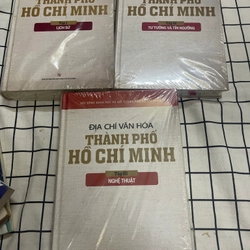 THÀNH PHỐ
HỒ CHÍ MINH
LỊCH SỬ
THÀNH PHỐ
HỒ CHÍ MINH
TƯ TƯỞNG VÀ TÍN NGƯỠNG
ĐỊA CHÍ VĂN HÓA
THÀNH PHỐ
HỒ CHÍ MINH
NGHỆ THUẬT